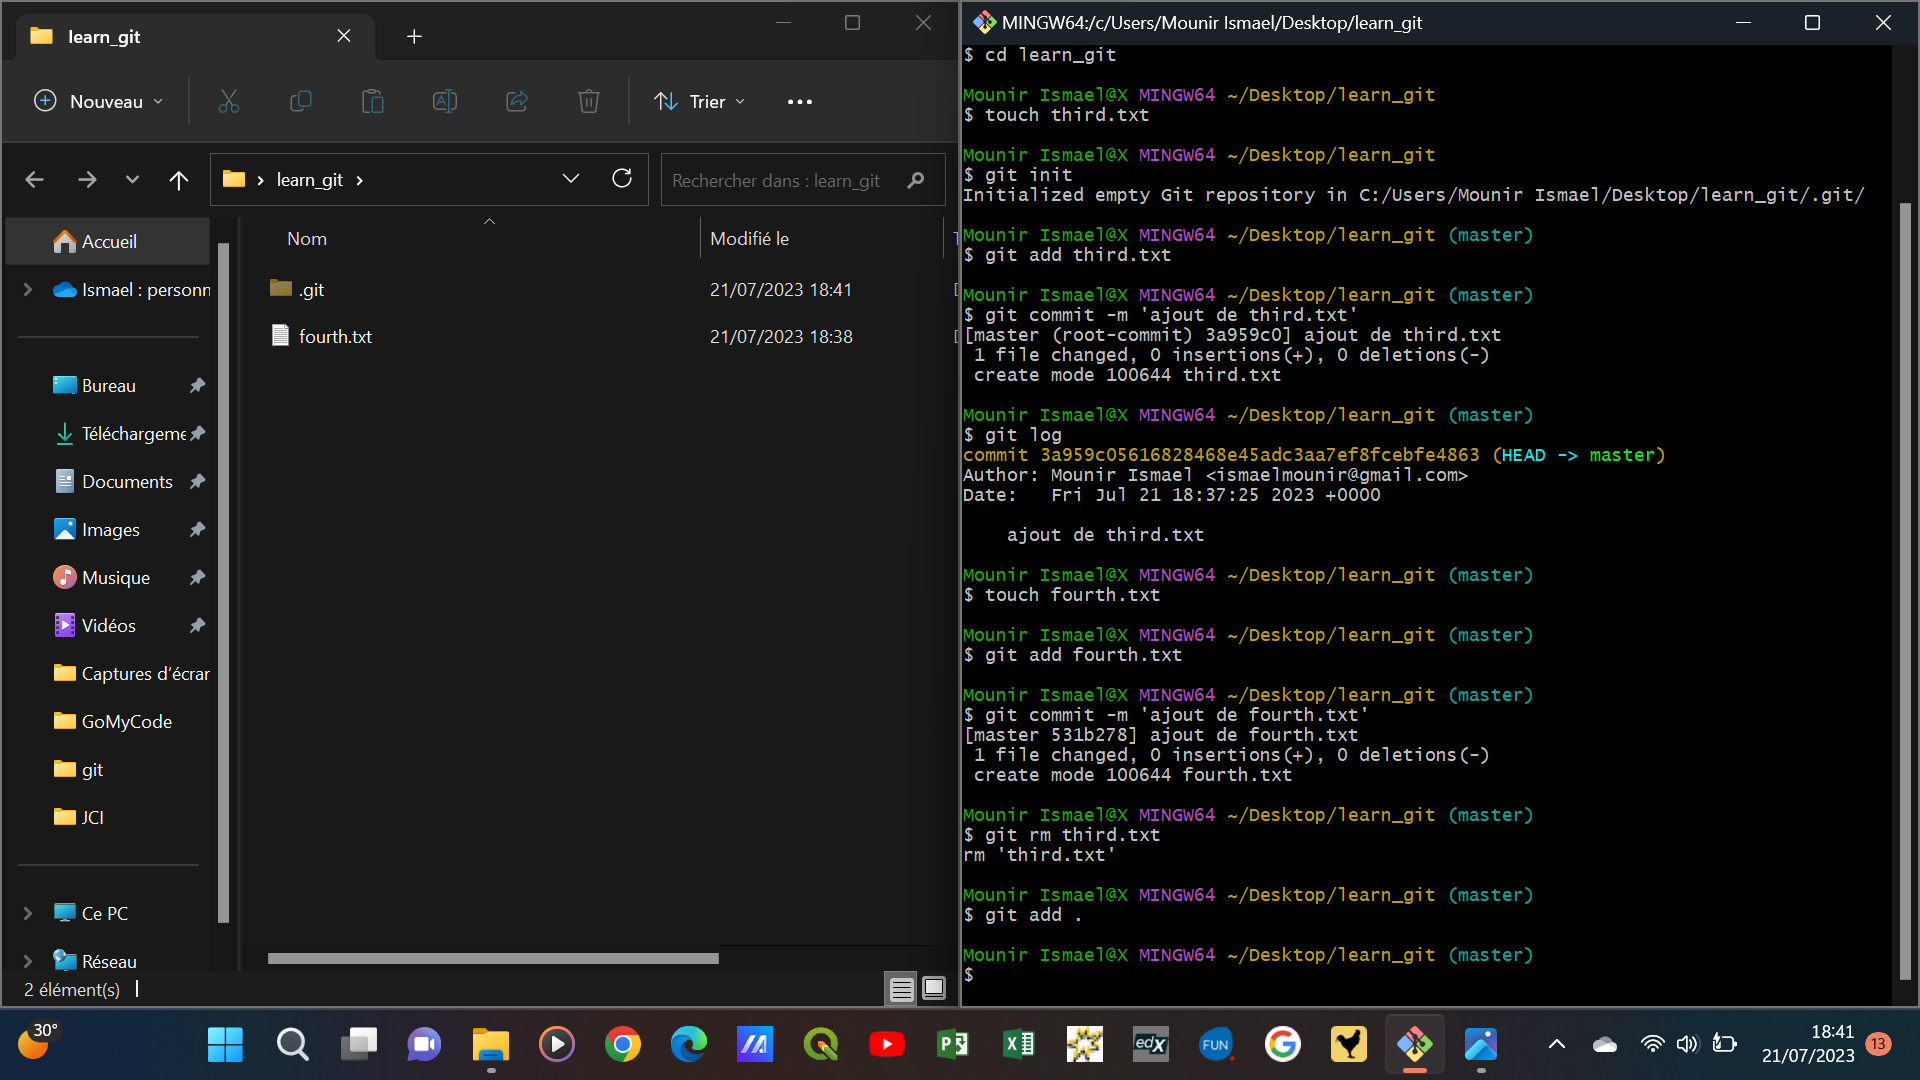 learn_git
Nouveau
Trier
learn_git
Rechercher dans : learn_git
Nom
Modifié le
Accueil
Ismael : personn
.git
21/07/2023 18:41
fourth.txt
21/07/2023 18:38
Bureau
Téléchargeme
Documents
Images
Musique
Vidéos
Captures d'écrar
GoMyCode
git
JCI
Ce PC
Réseau
2 élément(s)
MINGW64:/c/Users/Mounir Ismael/Desktop/learn_git
$ cd learn_git
Mounir Ismael@X MINGW64 ~/Desktop/learn_git
$ touch third.txt
Mounir Ismael@X MINGW64 ~/Desktop/learn_git
$ git init
Initialized empty Git repository in C:/Users/Mounir Ismael/Desktop/learn_git/.git/
Mounir Ismael@X MINGW64 ~/Desktop/learn_git (master)
$ git add third.txt
Mounir Ismael@X MINGW64 ~/Desktop/learn_git (master)
$ git commit -m 'ajout de third.txt'
[master (root-commit) 3a959c0] ajout de third.txt
1 file changed, 0 insertions(+), 0 deletions(-)
create mode 100644 third.txt
Mounir Ismael@X MINGW64 ~/Desktop/learn_git (master)
$ git log
commit 3a959c05616828468e45adc3aa7ef8fcebfe4863 (HEAD -> master)
Author: Mounir Ismael <ismaelmounir@gmail.com>
Date:   Fri Jul 21 18:37:25 2023 +0000
ajout de third.txt
Mounir Ismael@X MINGW64 ~/Desktop/learn_git (master)
$ touch fourth.txt
Mounir Ismael@X MINGW64 ~/Desktop/learn_git (master)
$ git add fourth.txt
Mounir Ismael@X MINGW64 ~/Desktop/learn_git (master)
$ git commit -m 'ajout de fourth.txt'
[master 531b278] ajout de fourth.txt
1 file changed, 0 insertions(+), 0 deletions(-)
create mode 100644 fourth.txt
Mounir Ismael@X MINGW64 ~/Desktop/learn_git (master)
$ git rm third.txt
rm 'third.txt'
Mounir Ismael@X MINGW64 ~/Desktop/learn_git (master)
$ git add .
Mounir Ismael@X MINGW64 ~/Desktop/learn_git (master)
$
30°
edX
FUN
18:41
21/07/2023
13